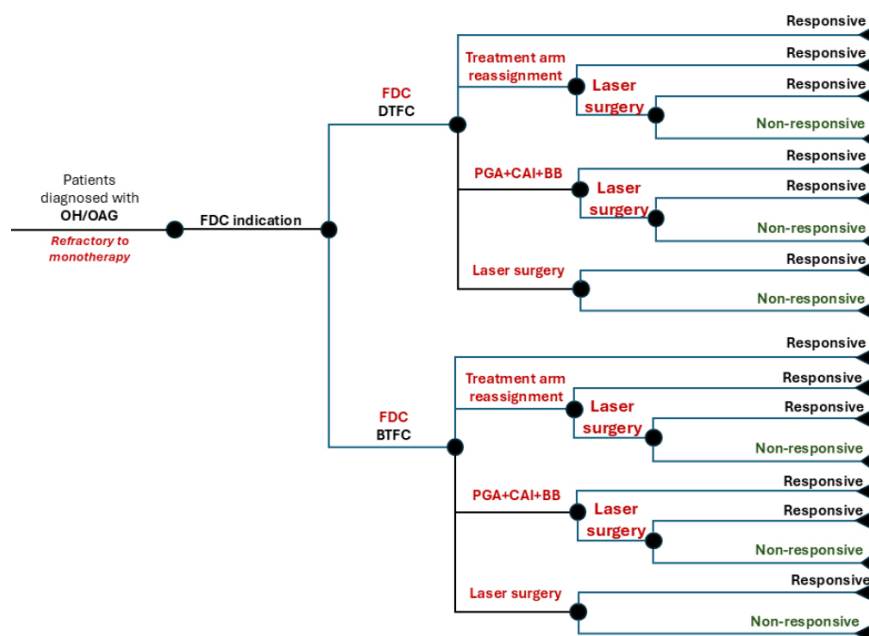 Patients
diagnosed with
OH/OAG
Refractory to
monotherapy
FDC indication
FDC
DTFC
Responsive
Treatment arm
reassignment
Responsive
Laser
surgery
Responsive
Non-responsive
PGA+CAI+BB
Responsive
Laser
surgery
Responsive
Non-responsive
Laser surgery
Responsive
Non-responsive
FDC
BTFC
Responsive
Treatment arm
reassignment
Responsive
Laser
surgery
Responsive
Non-responsive
PGA+CAI+BB
Responsive
Laser
surgery
Responsive
Non-responsive
Laser surgery
Responsive
Non-responsive